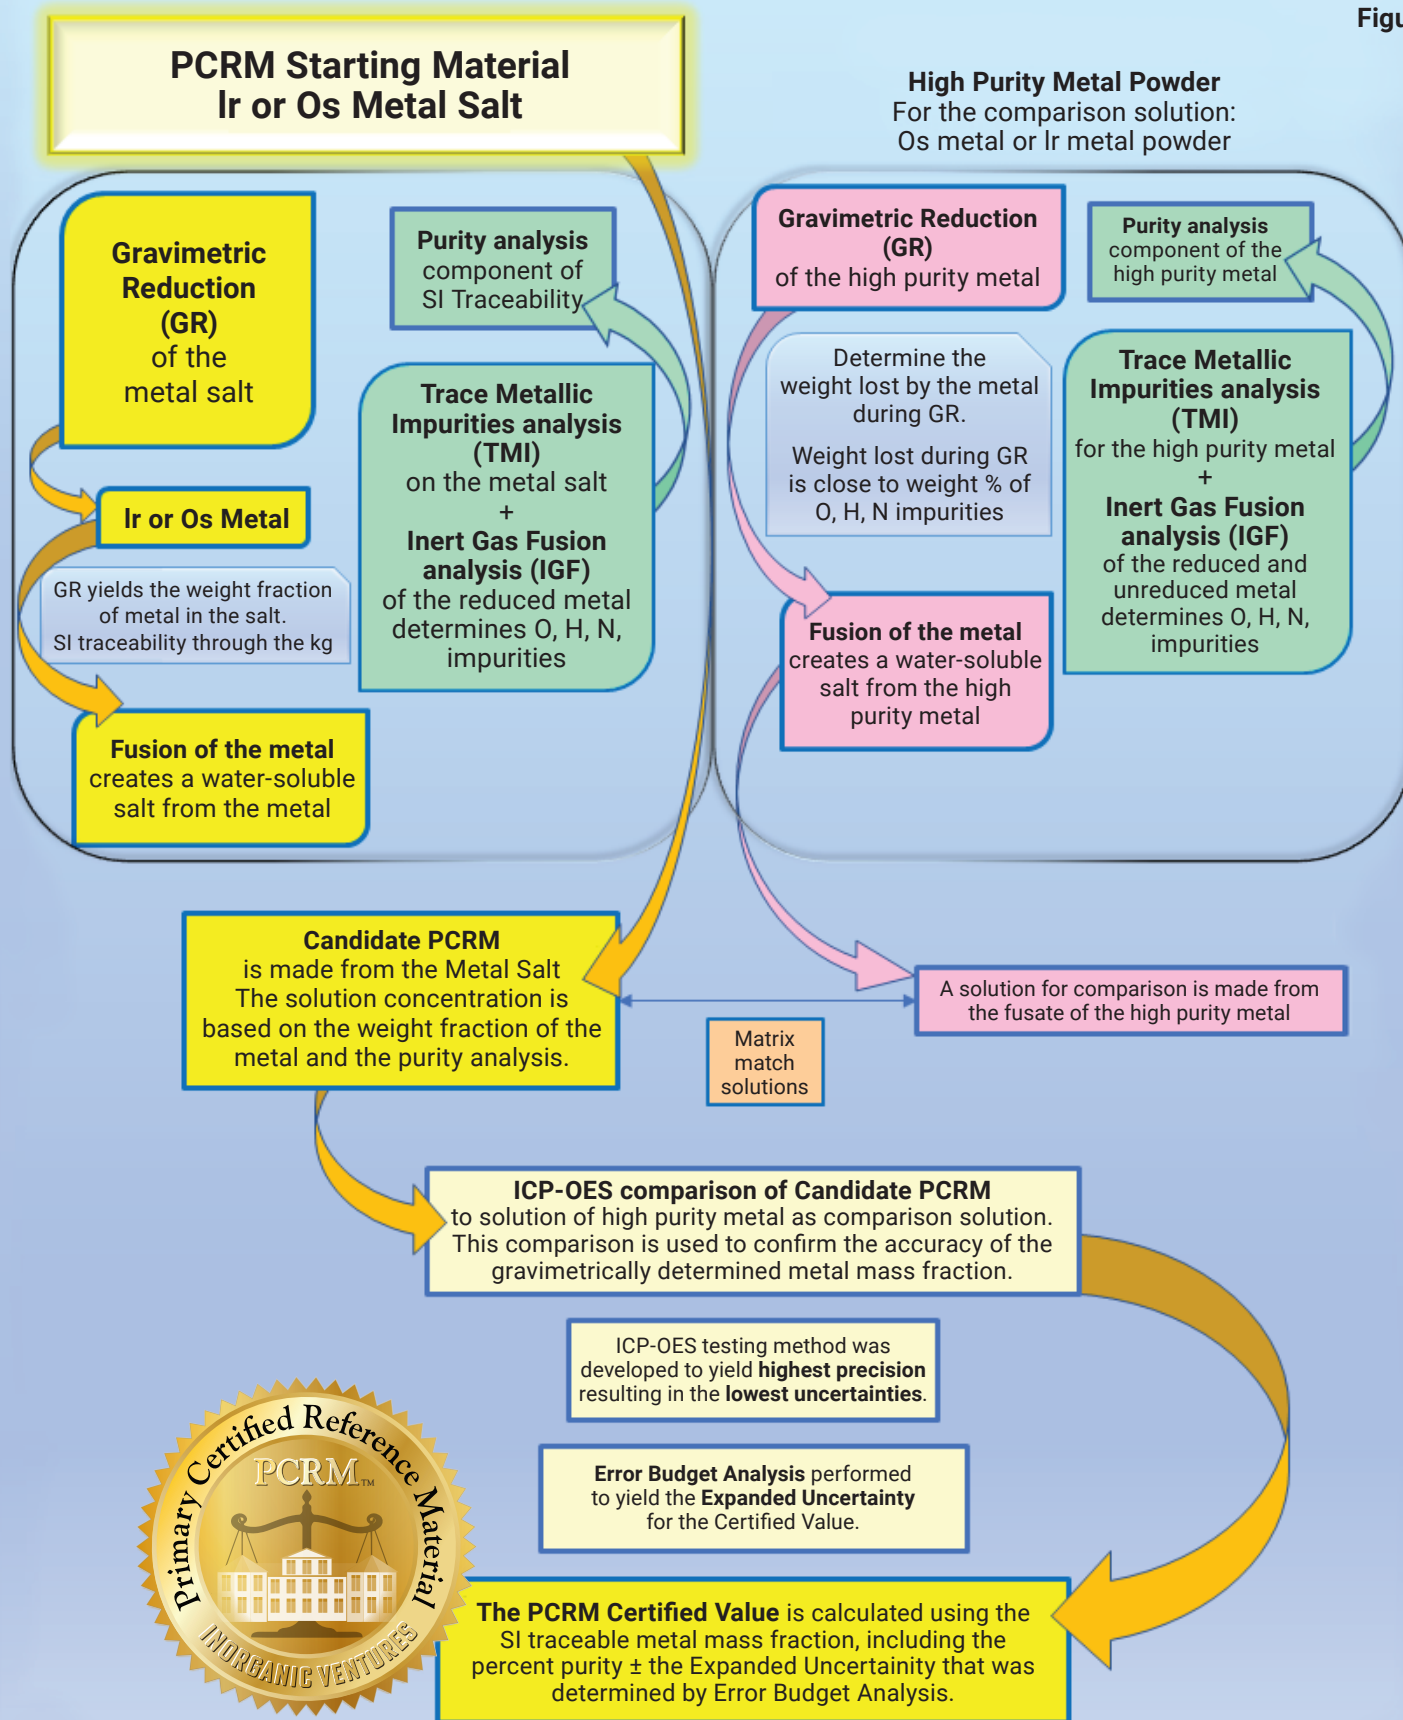 Figu
PCRM Starting Material
Ir or Os Metal Salt
High Purity Metal Powder
For the comparison solution:
Os metal or Ir metal powder
Gravimetric
Reduction
(GR)
of the
metal salt
Purity analysis
component of
SI Traceability
Trace Metallic
Impurities analysis
(TMI)
on the metal salt
+
Inert Gas Fusion
analysis (IGF)
of the reduced metal
determines O, H, N,
impurities
Ir or Os Metal
GR yields the weight fraction
of metal in the salt.
SI traceability through the kg
Fusion of the metal
creates a water-soluble
salt from the metal
Gravimetric Reduction
(GR)
of the high purity metal
Purity analysis
component of the
high purity metal
Determine the
weight lost by the metal
during GR.
Weight lost during GR
is close to weight % of
O, H, N impurities
Trace Metallic
Impurities analysis
(TMI)
for the high purity metal
+
Inert Gas Fusion
analysis (IGF)
of the reduced and
unreduced metal
determines O, H, N,
impurities
Fusion of the metal
creates a water-soluble
salt from the high
purity metal
Candidate PCRM
is made from the Metal Salt
The solution concentration is
based on the weight fraction of the
metal and the purity analysis.
A solution for comparison is made from
the fusate of the high purity metal
Matrix
match
solutions
ICP-OES comparison of Candidate PCRM
to solution of high purity metal as comparison solution.
This comparison is used to confirm the accuracy of the
gravimetrically determined metal mass fraction.
ICP-OES testing method was
developed to yield highest precision
resulting in the lowest uncertainties.
Error Budget Analysis performed
to yield the Expanded Uncertainty
for the Certified Value.
Primary Certified Reference Material
PCRM™
INORGANIC VENTURES
The PCRM Certified Value is calculated using the
SI traceable metal mass fraction, including the
percent purity ± the Expanded Uncertainity that was
determined by Error Budget Analysis.